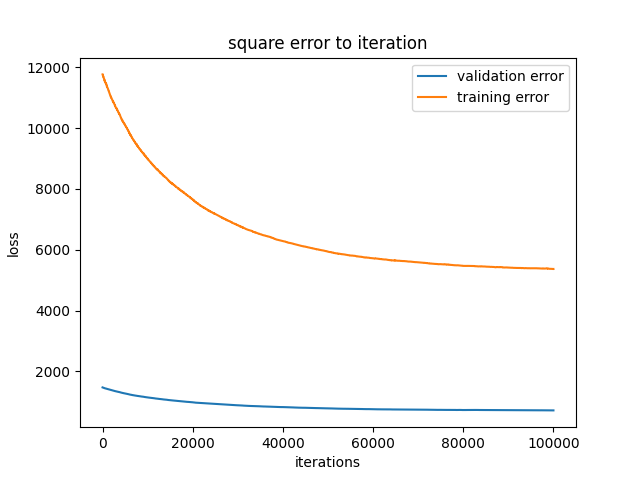 square error to iteration
validation error
training error
12000
10000
8000
6000
4000
2000
loss
0 20000 40000 60000 80000 100000
iterations